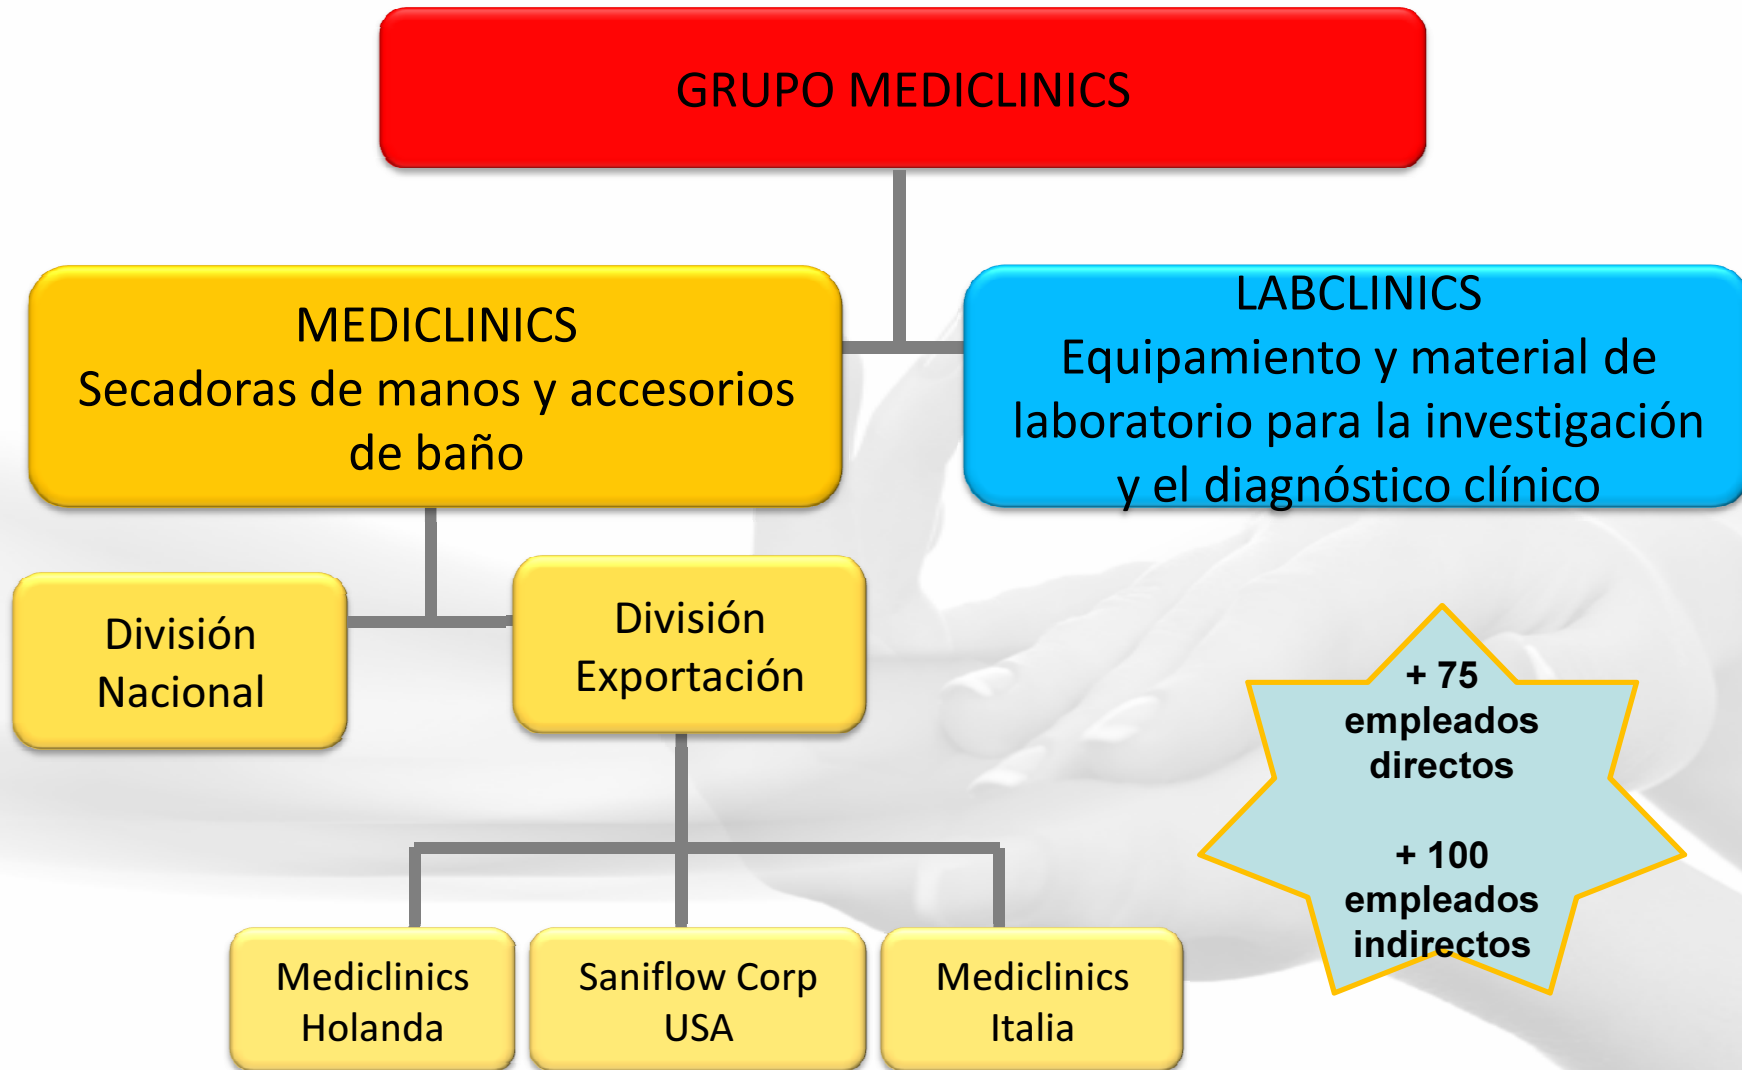 GRUPO MEDICLINICS
MEDICLINICS
Secadoras de manos y accesorios
de baño
LABCLINICS
Equipamiento y material de
laboratorio para la investigación
y el diagnóstico clínico
División
Nacional
División
Exportación
+ 75
empleados
directos
+ 100
empleados
indirectos
Mediclinics
Holanda
Saniflow Corp
USA
Mediclinics
Italia